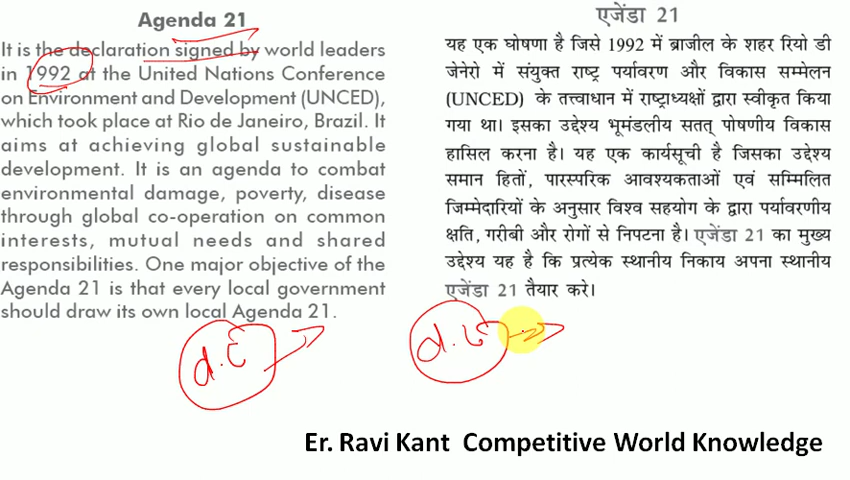 Agenda 21
It is the declaration signed by world leaders
in 1992 at the United Nations Conference
on Environment and Development (UNCED),
which took place at Rio de Janeiro, Brazil. It
aims at achieving global sustainable
development. It is an agenda to combat
environmental damage, poverty, disease
through global co-operation on common
interests, mutual needs and shared
responsibilities. One major objective of the
Agenda 21 is that every local government
should draw its own local Agenda 21.
एजेंडा 21
यह एक घोषणा है जिसे 1992 में ब्राजील के शहर रियो डी
जेनेरो में संयुक्त राष्ट्र पर्यावरण और विकास सम्मेलन
(UNCED) के तत्त्वाधान में राष्ट्राध्यक्षों द्वारा स्वीकृत किया
गया था। इसका उद्देश्य भूमंडलीय सतत् पोषणीय विकास
हासिल करना है। यह एक कार्यसूची है जिसका उद्देश्य
समान हितों, पारस्परिक आवश्यकताओं एवं सम्मिलित
जिम्मेदारियों के अनुसार विश्व सहयोग के द्वारा पर्यावरणीय
क्षति, गरीबी और रोगों से निपटना है। एजेंडा 21 का मुख्य
उद्देश्य यह है कि प्रत्येक स्थानीय निकाय अपना स्थानीय
एजेंडा 21 तैयार करे।
Er. Ravi Kant Competitive World Knowledge